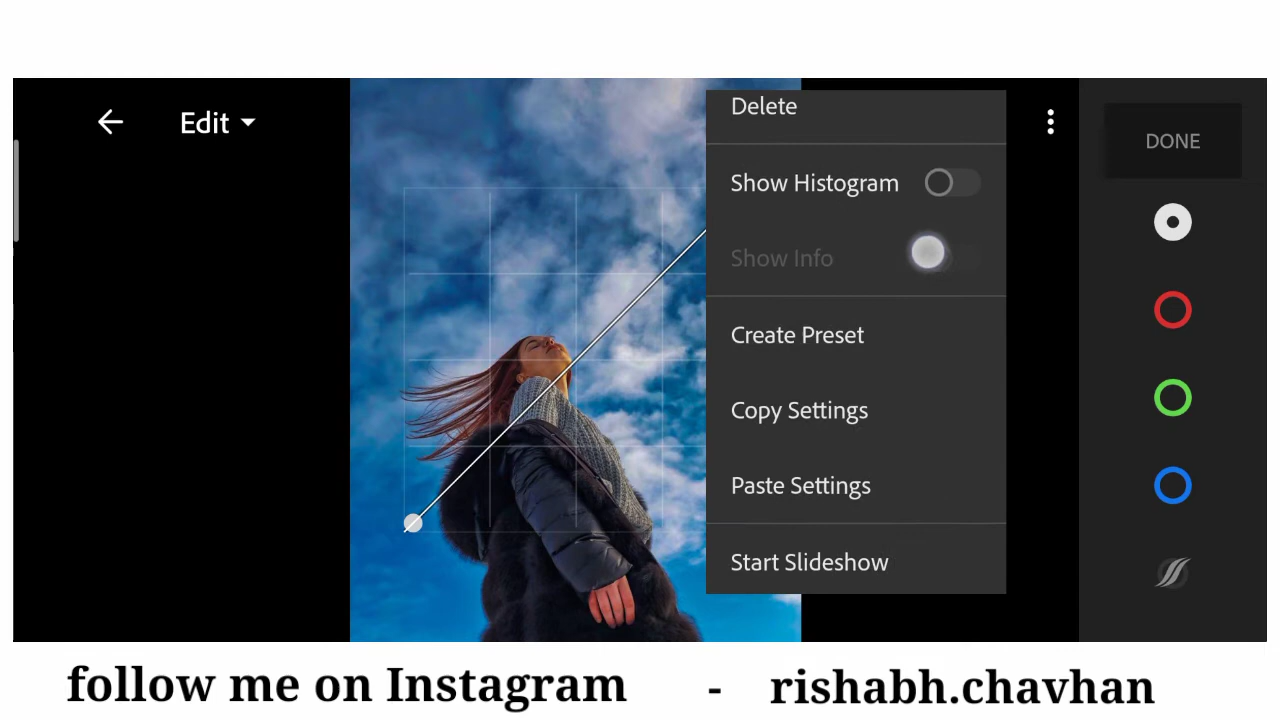 Edit
Delete
DONE
Show Histogram
Show Info
Create Preset
Copy Settings
Paste Settings
Start Slideshow
follow me on Instagram - rishabh.chavhan